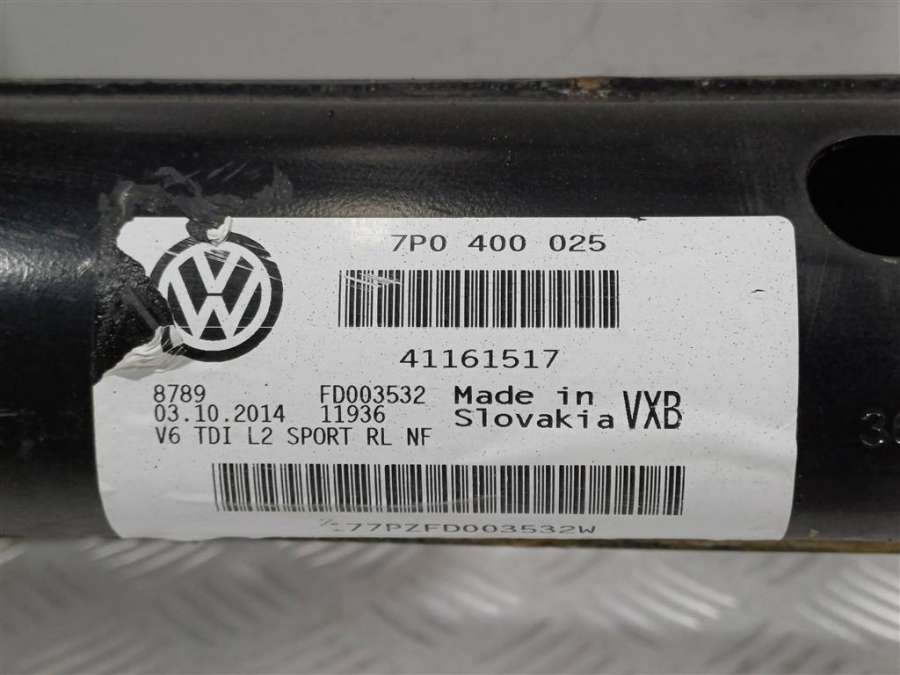 7P0 400 025
41161517
8789 FD003532
03.10.2014 11936
Made in
Slovakia VXB
V6 TDI L2 SPORT RL NF
77PZFD003532W